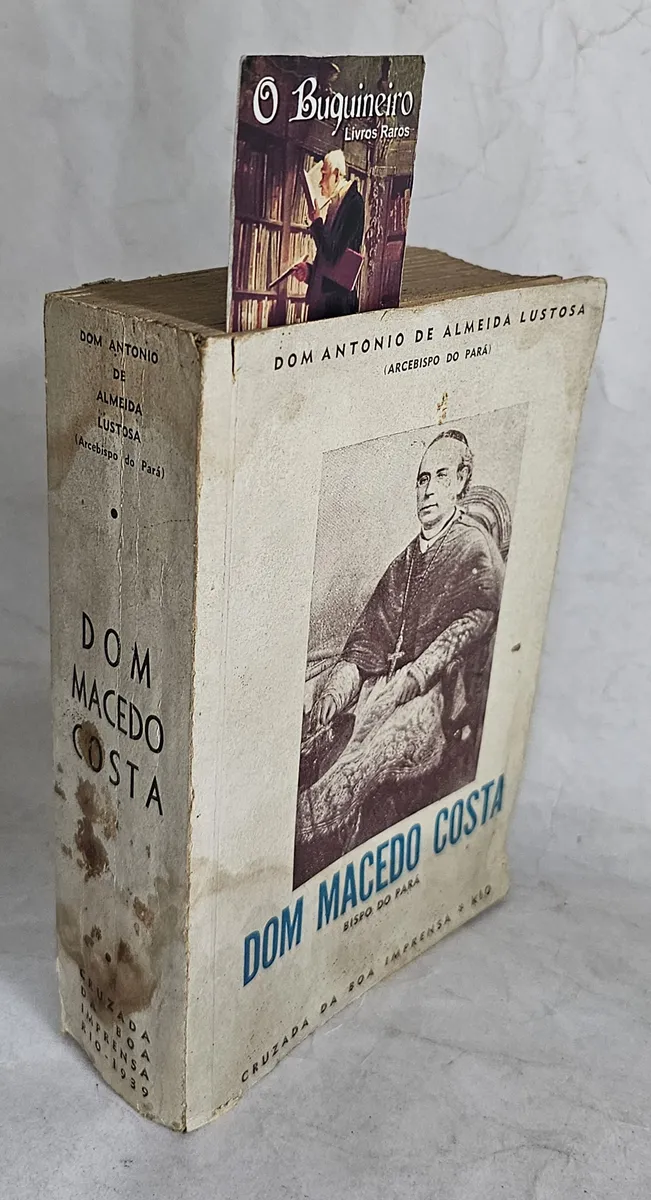 O Buquineiro
Livros Raros
DOM ANTONIO
DE
ALMEIDA
LUSTOSA
(Arcebispo do Pará)
DOM
MACEDO
COSTA
CRUZADA
DA BOA
IMPRENSA
RIO-1939
DOM ANTONIO DE ALMEIDA LUSTOSA
(ARCEBISPO DO PARÁ)
DOM MACEDO COSTA
BISPO DO PARÁ
CRUZADA DA BOA IMPRENSA • RIO